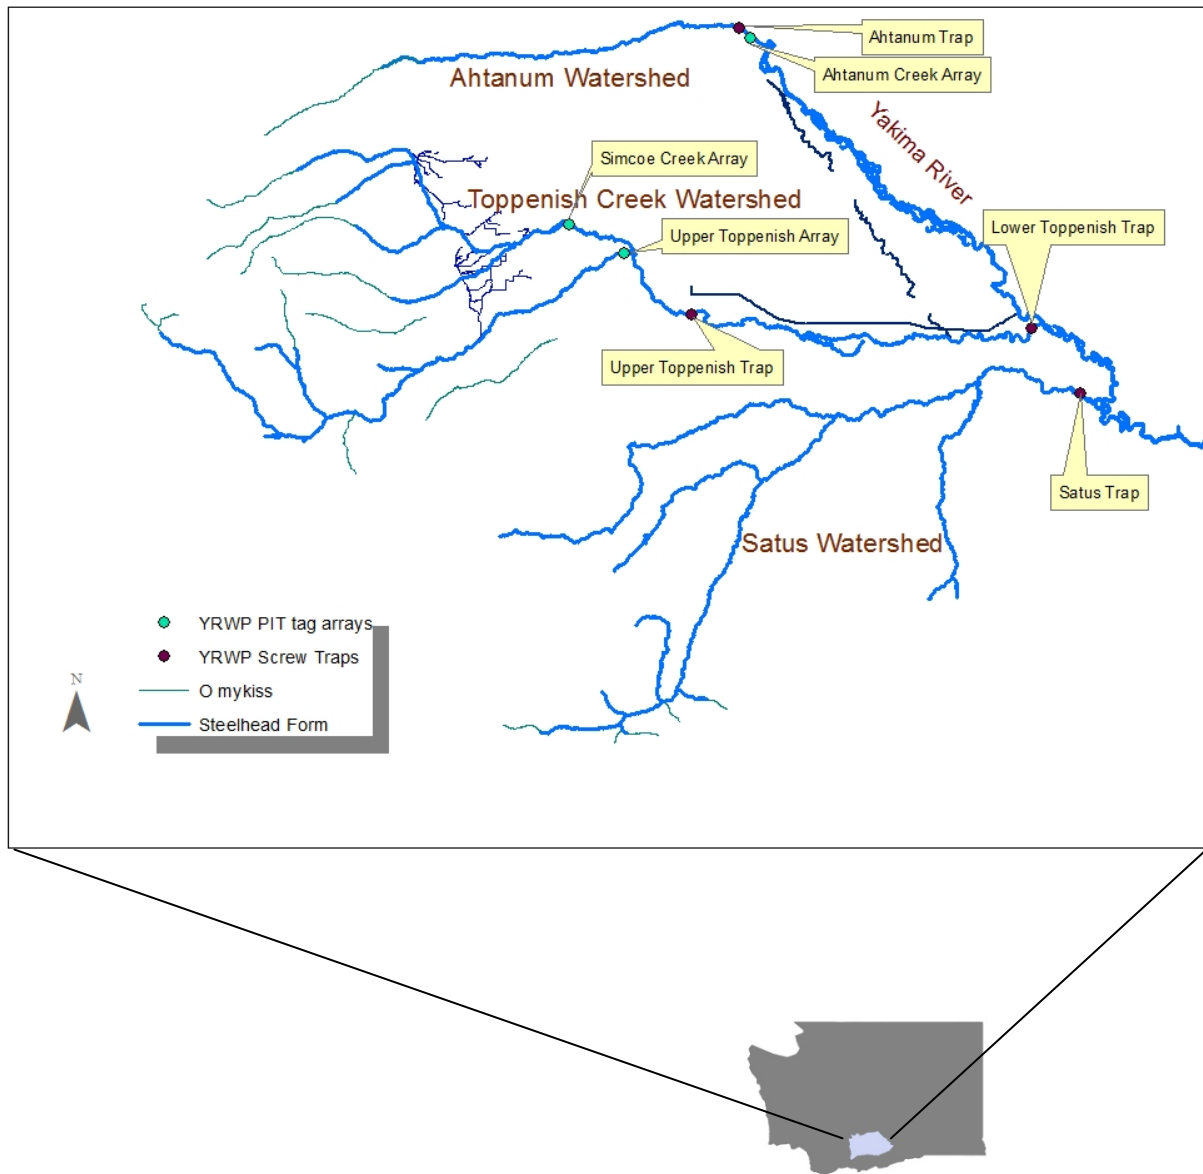 Ahtanum Trap
Ahtanum Watershed
Ahtanum Creek Array
Yakima River
Simcoe Creek Array
Toppenish Creek Watershed
Lower Toppenish Trap
Upper Toppenish Array
Upper Toppenish Trap
Satus Trap
Satus Watershed
YRWP PIT tag arrays
YRWP Screw Traps
N
O mykiss
Steelhead Form